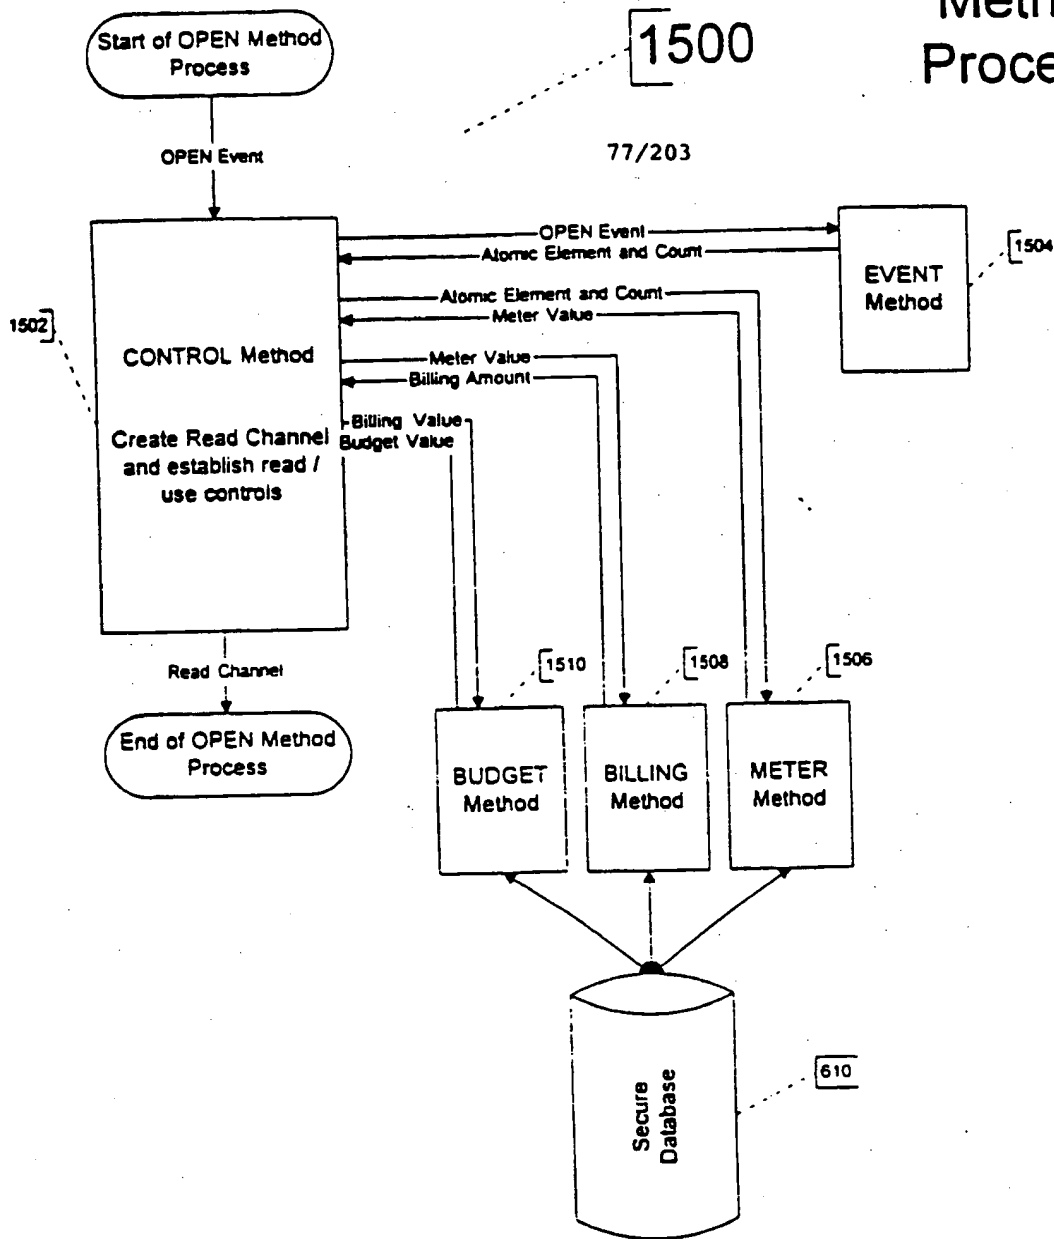 Start of OPEN Method
Process
1500
77/203
OPEN Event
OPEN Event
Atomic Element and Count
EVENT
Method
1504
Atomic Element and Count
Meter Value
1502
CONTROL Method
Meter Value
Billing Amount
Billing Value
Budget Value
Create Read Channel
and establish read /
use controls
Read Channel
1510
1508
1506
End of OPEN Method
Process
BUDGET
Method
BILLING
Method
METER
Method
Secure
Database
610